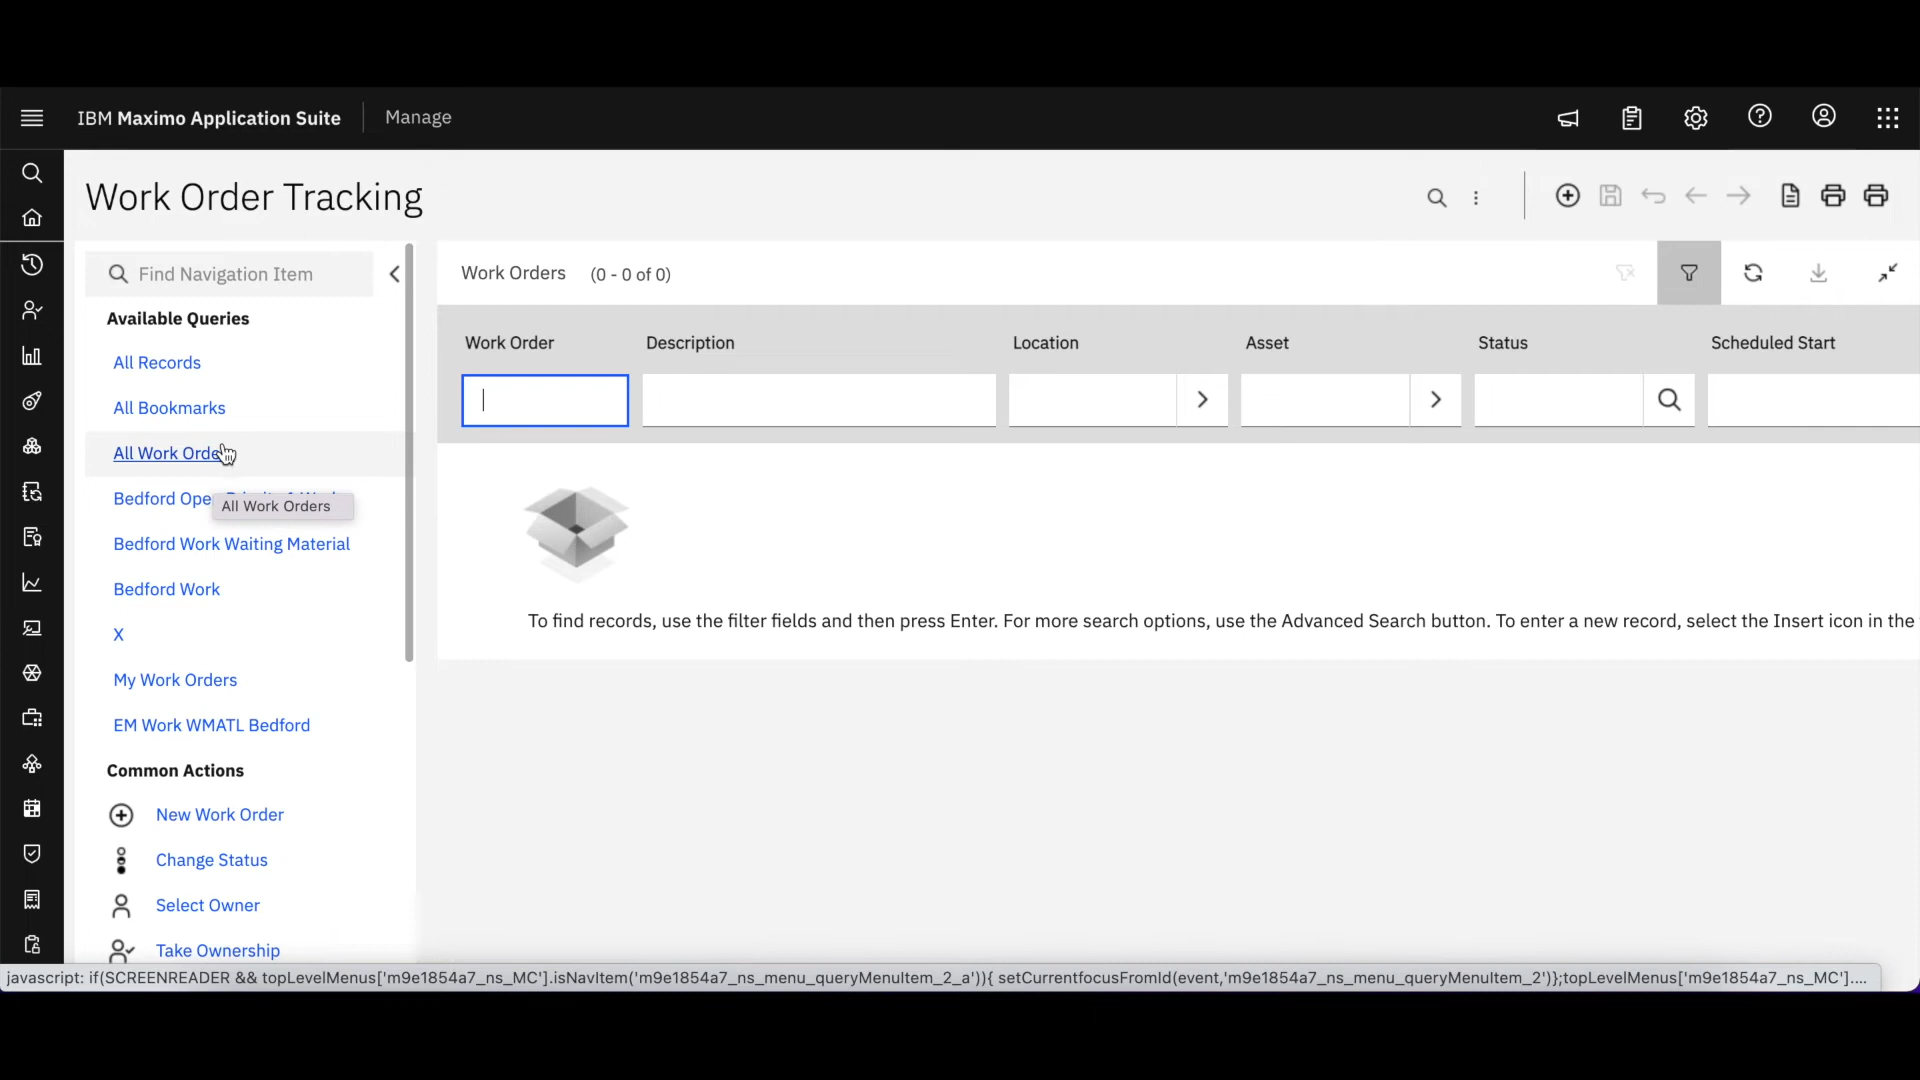 IBM Maximo Application Suite
Manage
Work Order Tracking
Find Navigation Item
Work Orders (0 - 0 of 0)
Available Queries
All Records
All Bookmarks
All Work Orde
Bedford Ope
All Work Orders
Bedford Work Waiting Material
Bedford Work
X
My Work Orders
EM Work WMATL Bedford
Common Actions
New Work Order
Change Status
Select Owner
Take Ownership
Work Order Description Location Asset Status Scheduled Start
To find records, use the filter fields and then press Enter. For more search options, use the Advanced Search button. To enter a new record, select the Insert icon in the
javascript: if(SCREENREADER && topLevelMenus['m9e1854a7_ns_MC'].isNavItem('m9e1854a7_ns_menu_queryMenuItem_2_a')){ setCurrentfocusFromId(event,'m9e1854a7_ns_menu_queryMenuItem_2')};topLevelMenus['m9e1854a7_ns_MC']....